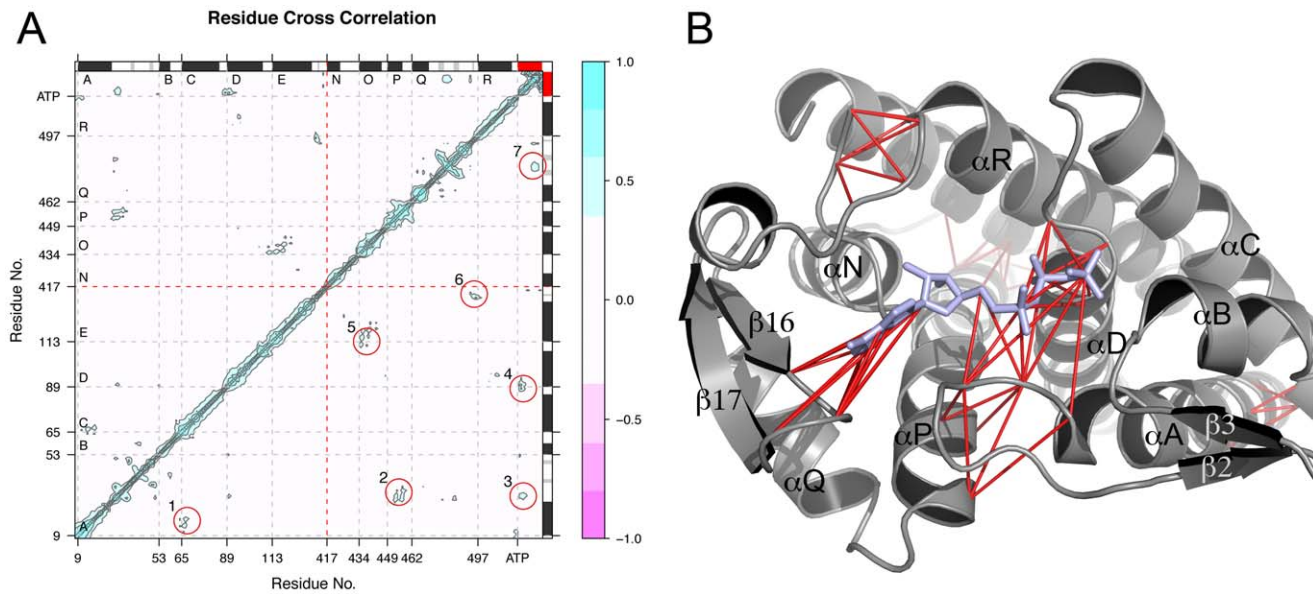 A
Residue Cross Correlation
A B C D E N O P Q R
ATP
R
497
Q
462
P
449
O
434
N
417
E
113
D
89
C
65
B
53
A
9
7
6
5
4
3
2
1
9 53 65 89 113 417 434 449 462 497 ATP
Residue No.
Residue No.
1.0
0.5
0.0
−0.5
−1.0
B
αR
αN
αC
β16
αB
αD
β17
αP
αA
β3
β2
αQ